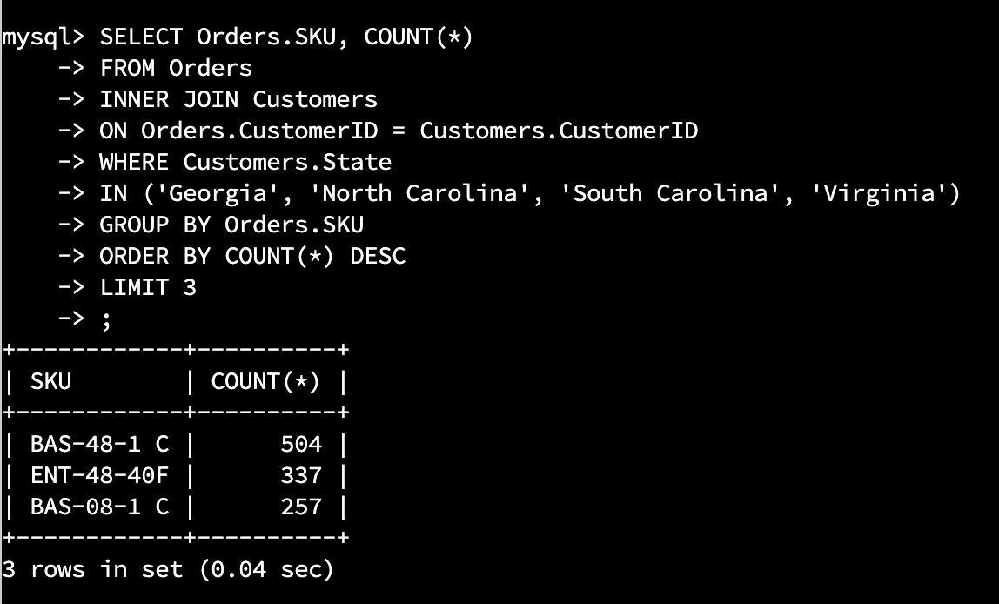 mysql> SELECT Orders.SKU, COUNT(*)
    -> FROM Orders
    -> INNER JOIN Customers
    -> ON Orders.CustomerID = Customers.CustomerID
    -> WHERE Customers.State
    -> IN ('Georgia', 'North Carolina', 'South Carolina', 'Virginia')
    -> GROUP BY Orders.SKU
    -> ORDER BY COUNT(*) DESC
    -> LIMIT 3
    -> ;
+------------+----------+
| SKU        | COUNT(*) |
+------------+----------+
| BAS-48-1 C |      504 |
| ENT-48-40F |      337 |
| BAS-08-1 C |      257 |
+------------+----------+
3 rows in set (0.04 sec)